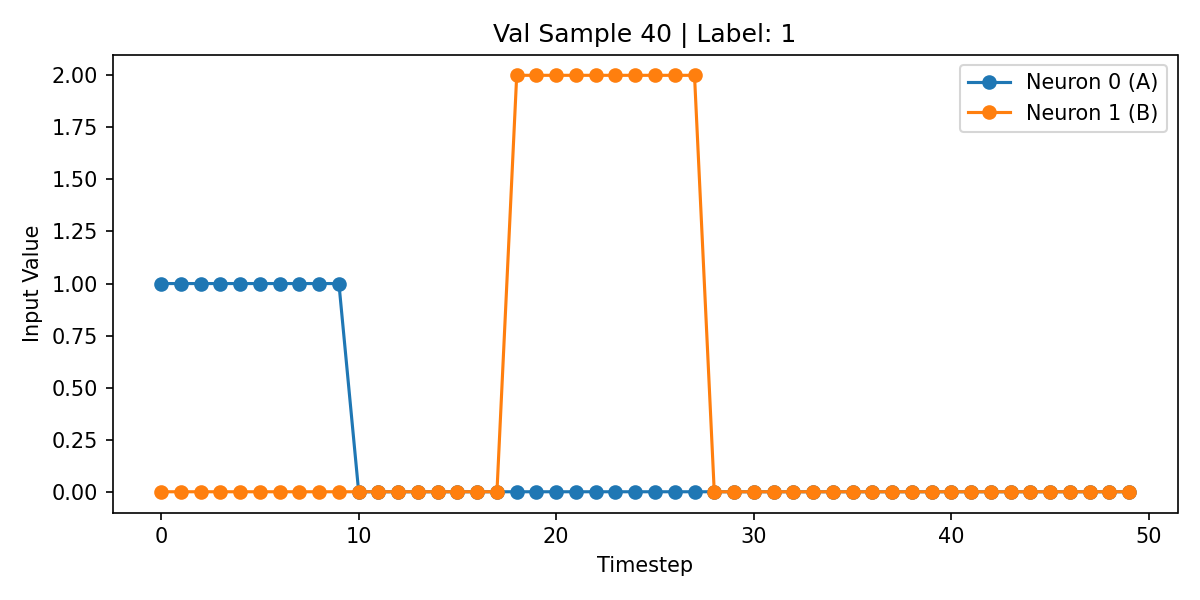 Val Sample 40 | Label: 1
Neuron 0 (A)
Neuron 1 (B)
Input Value
2.00
1.75
1.50
1.25
1.00
0.75
0.50
0.25
0.00
0 10 20 30 40 50
Timestep